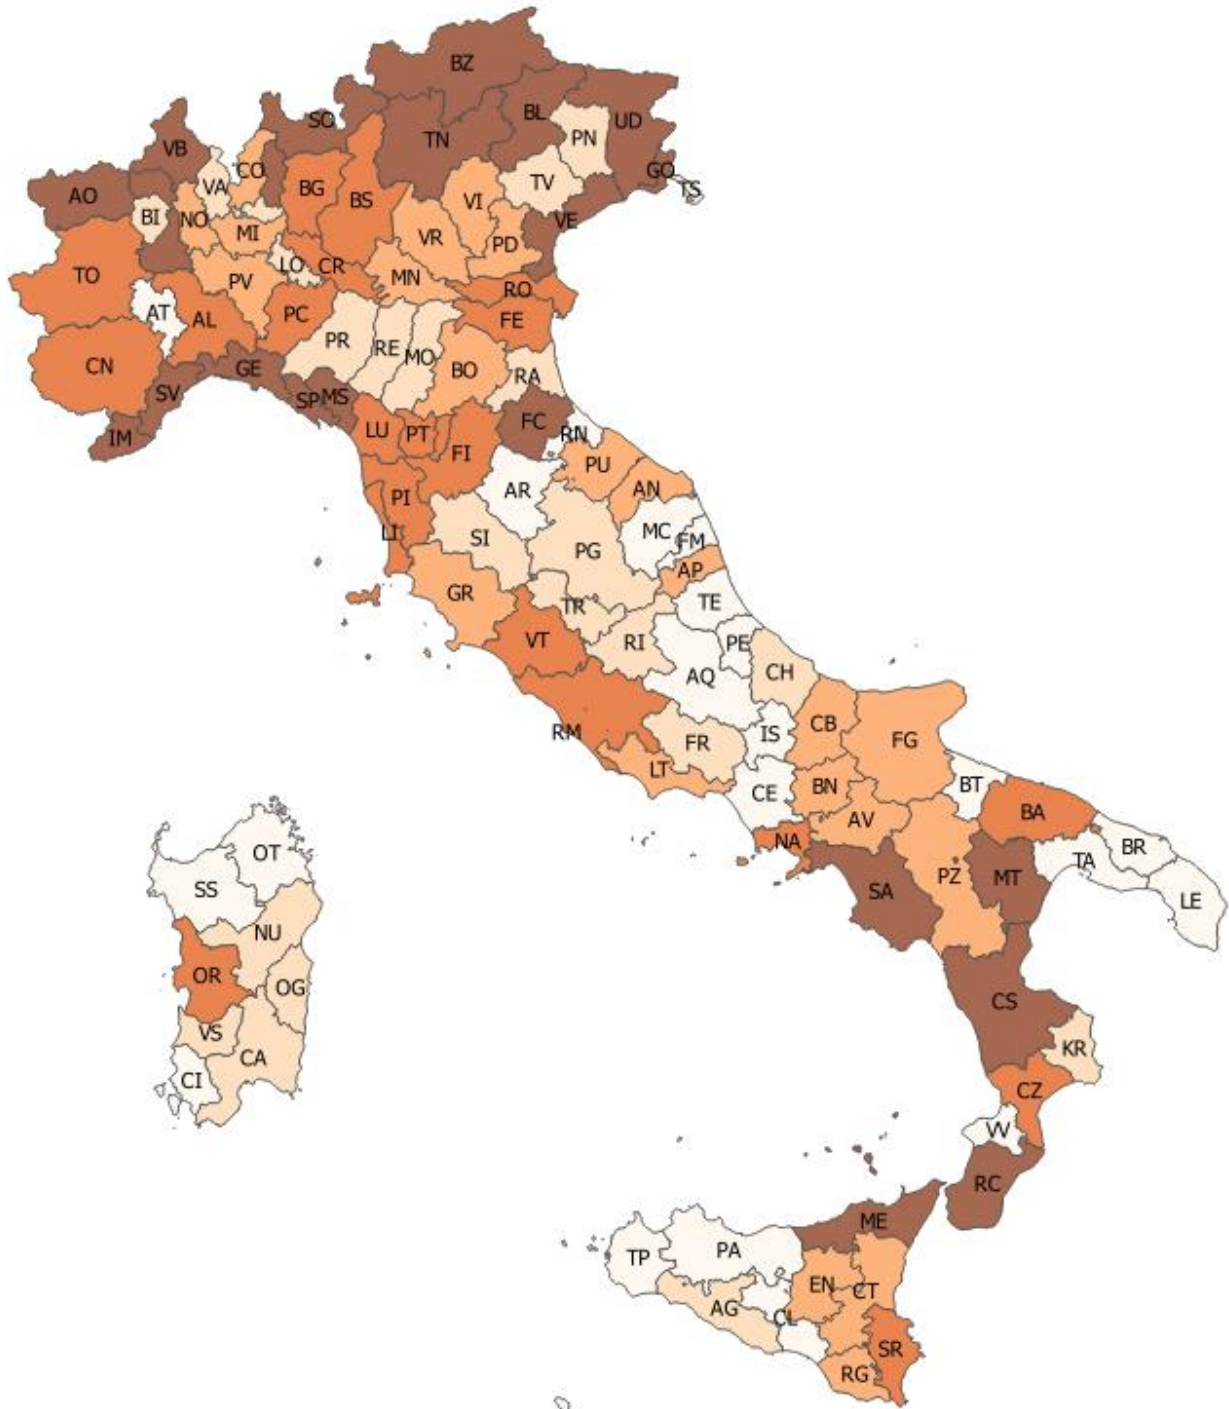 BZ
BL
UD
SO
TN
PN
VB
GO
CO
TV
TS
VA
BG
AO
BS
VI
BI
NO
VE
MI
VR
PD
LO
CR
TO
MN
PV
RO
AT
AL
PC
FE
PR
RE
MO
CN
GE
BO
RA
SV
SP
MS
FC
IM
LU
PT
RN
FI
PU
AR
AN
PI
LI
MC
SI
FM
PG
AP
GR
TR
TE
VT
RI
PE
AQ
CH
RM
IS
CB
FR
FG
LT
BN
BT
CE
BA
AV
NA
BR
OT
TA
PZ
MT
SS
SA
LE
NU
OR
OG
CS
VS
KR
CA
CI
CZ
VV
RC
ME
PA
TP
EN
CT
AG
CL
SR
RG